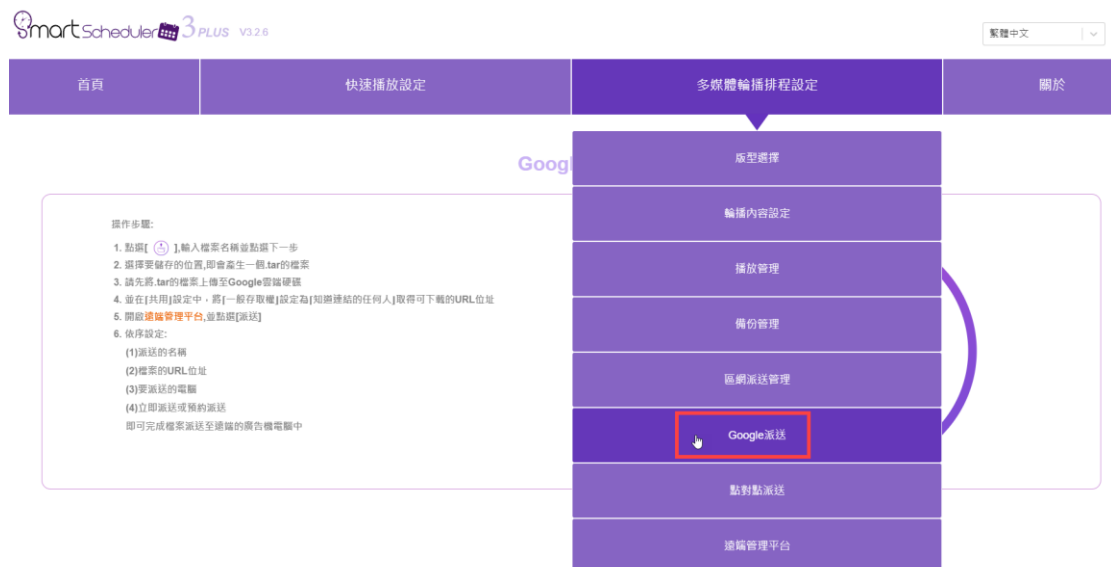 SmartScheduler 3 PLUS V3.2.6
繁體中文
首頁
快速播放設定
多媒體輪播排程設定
關於
Googl
操作步驟:
1. 點選[ ],輸入檔案名稱並點選下一步
2. 選擇要儲存的位置,即會產生一個.tar的檔案
3. 請先將.tar的檔案上傳至Google雲端硬碟
4. 並在[共用]設定中，將[一般存取權]設定為[知道連結的任何人]取得可下載的URL位址
5. 開啟遠端管理平台,並點選[派送]
6. 依序設定:
(1)派送的名稱
(2)檔案的URL位址
(3)要派送的電腦
(4)立即派送或預約派送
即可完成檔案派送至遠端的廣告機電腦中
版型選擇
輪播內容設定
播放管理
備份管理
區網派送管理
Google派送
點對點派送
遠端管理平台